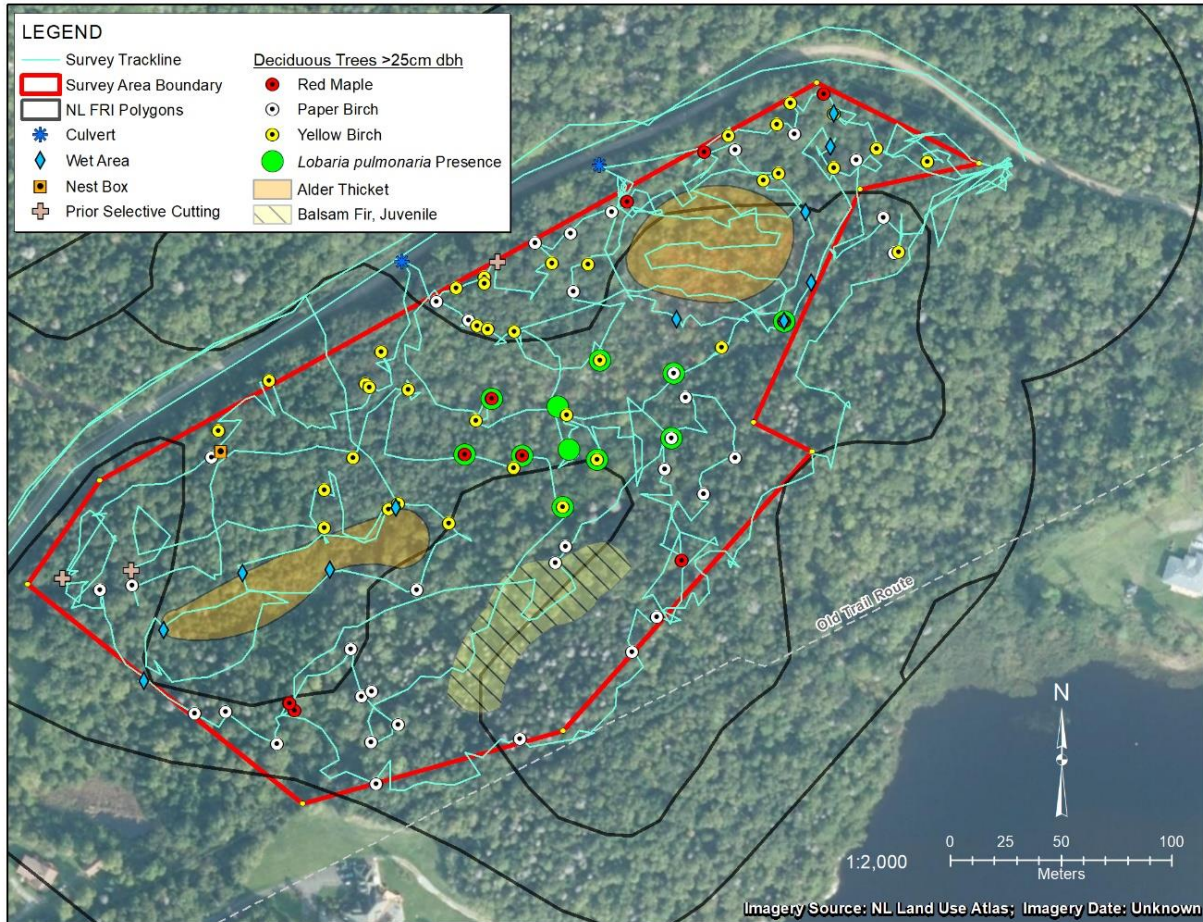 LEGEND
Survey Trackline
Survey Area Boundary
NL FRI Polygons
Culvert
Wet Area
Nest Box
Prior Selective Cutting
Deciduous Trees >25cm dbh
Red Maple
Paper Birch
Yellow Birch
Lobaria pulmonaria Presence
Alder Thicket
Balsam Fir, Juvenile
Old Trail Route
N
1:2,000
0 50 100
Meters
Imagery Source: NL Land Use Atlas; Imagery Date: Unknown